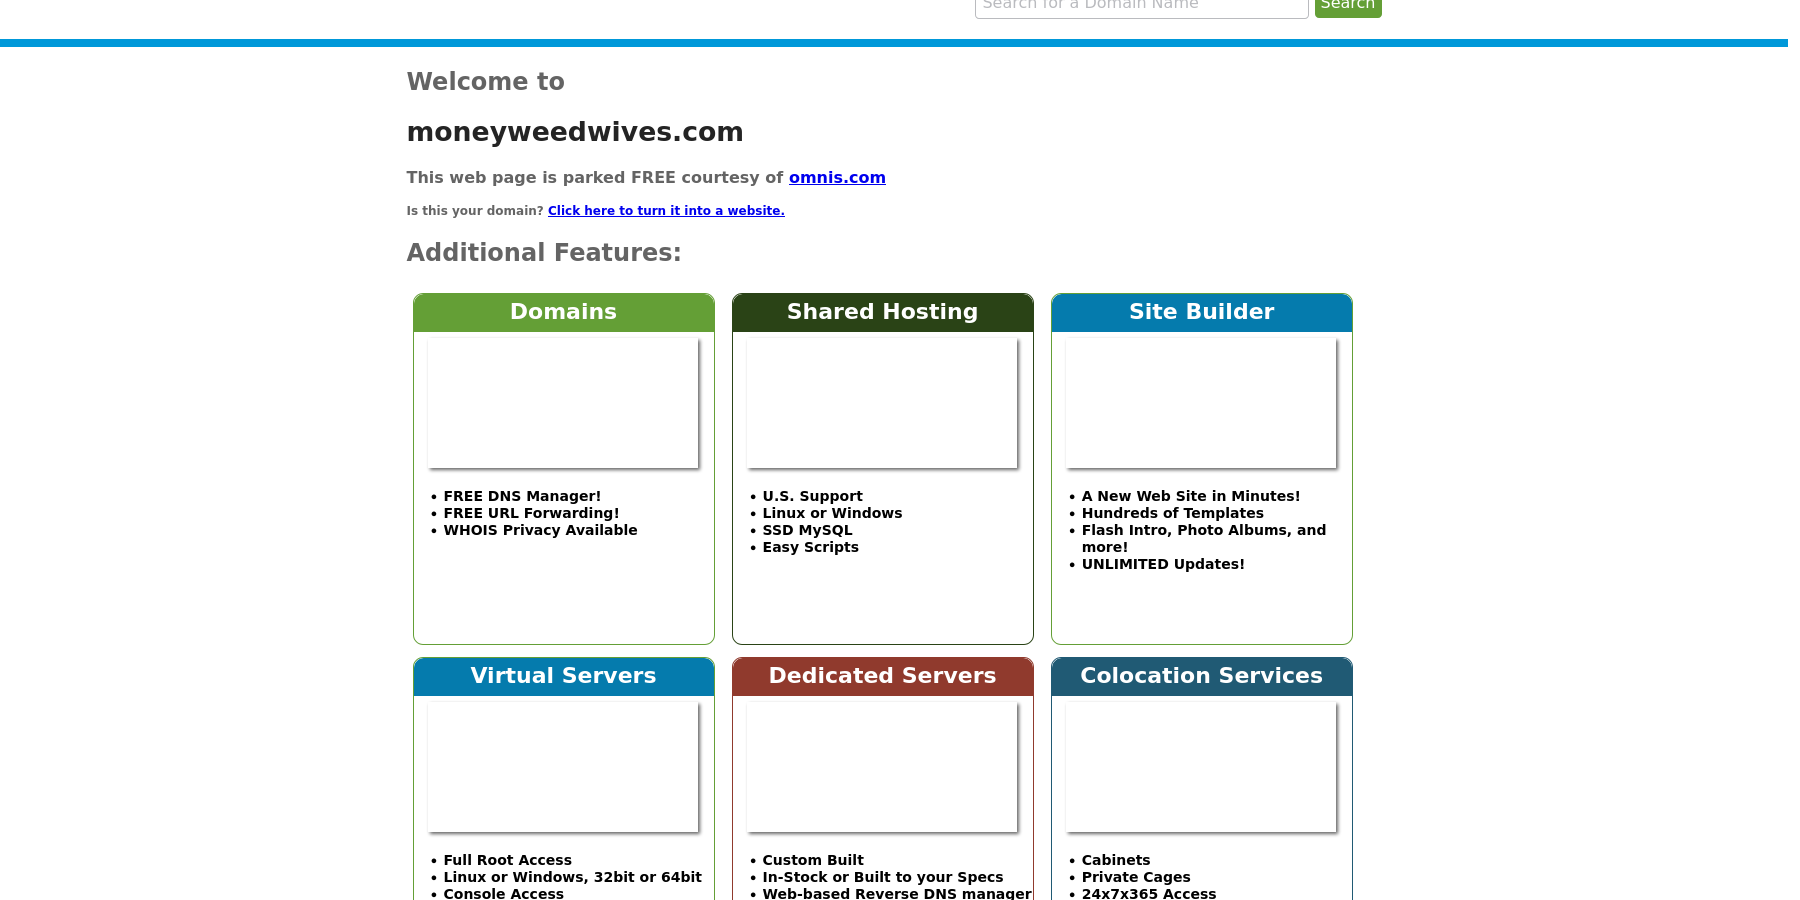 Search for a Domain Name
Search
Welcome to
moneyweedwives.com
This web page is parked FREE courtesy of omnis.com
Is this your domain? Click here to turn it into a website.
Additional Features:
Domains
• FREE DNS Manager!
• FREE URL Forwarding!
• WHOIS Privacy Available
Shared Hosting
• U.S. Support
• Linux or Windows
• SSD MySQL
• Easy Scripts
Site Builder
• A New Web Site in Minutes!
• Hundreds of Templates
• Flash Intro, Photo Albums, and
more!
• UNLIMITED Updates!
Virtual Servers
• Full Root Access
• Linux or Windows, 32bit or 64bit
• Console Access
Dedicated Servers
• Custom Built
• In-Stock or Built to your Specs
• Web-based Reverse DNS manager
Colocation Services
• Cabinets
• Private Cages
• 24x7x365 Access